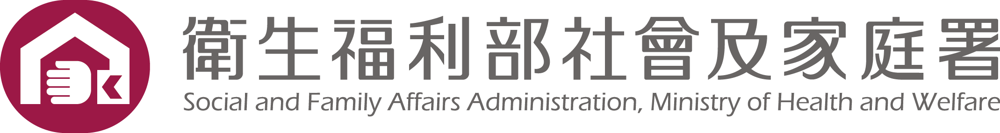 衛生福利部社會及家庭署
Social and Family Affairs Administration, Ministry of Health and Welfare